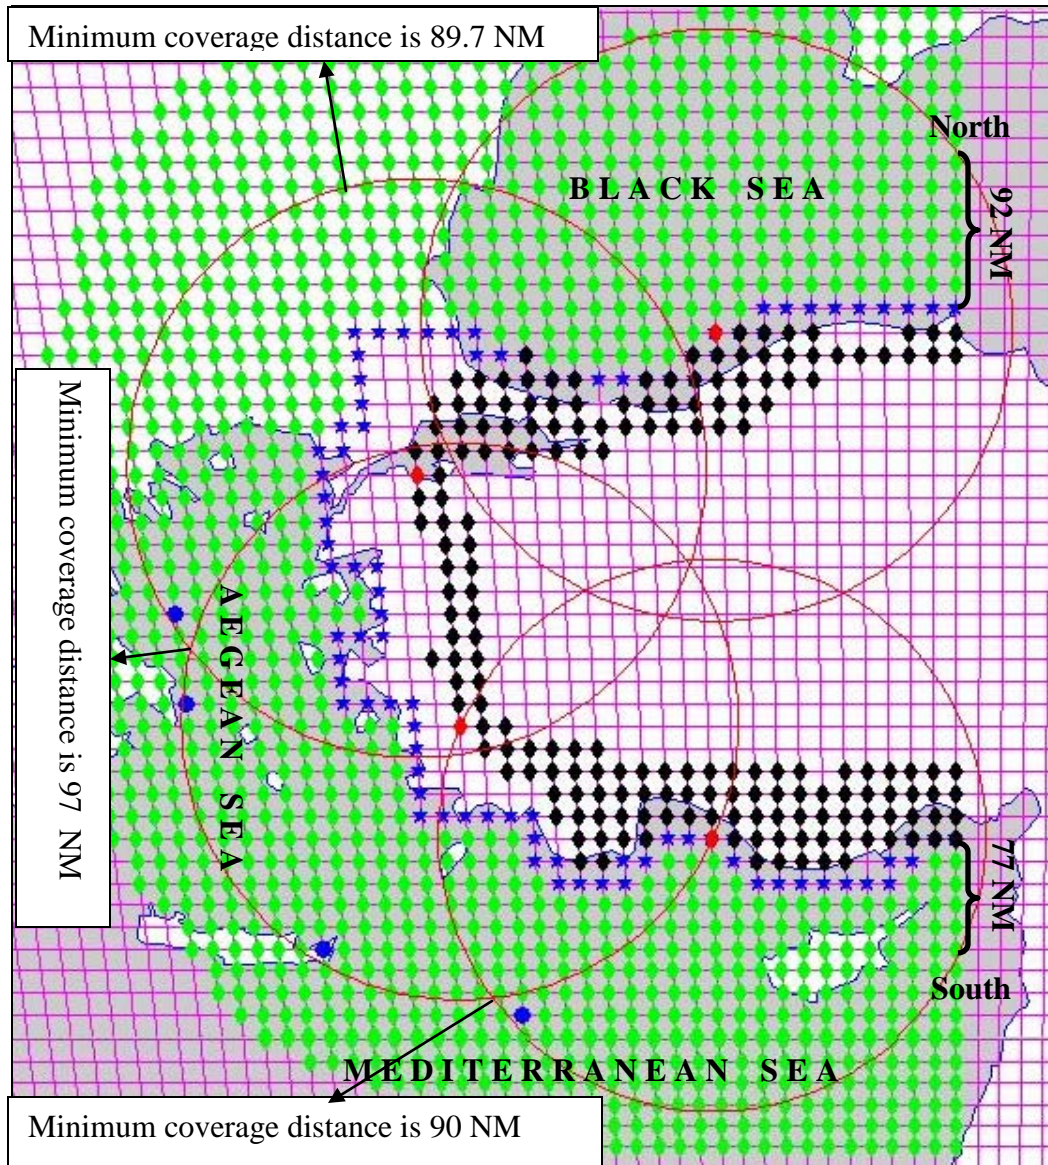 Minimum coverage distance is 89.7 NM
North
BLACK SEA
92 NM
Minimum coverage distance is 97 NM
AEGEAN SEA
77 NM
South
MEDITERRANEAN SEA
Minimum coverage distance is 90 NM